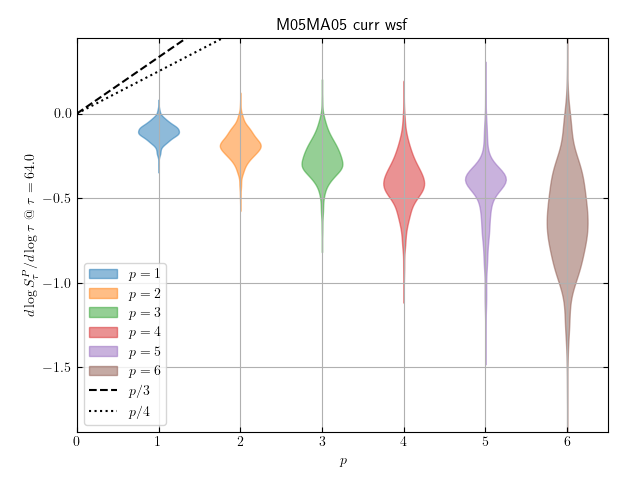 M05MA05 curr wsf
d log S_τ^P / d log τ @ τ = 64.0
0.0
−0.5
−1.0
−1.5
p = 1
p = 2
p = 3
p = 4
p = 5
p = 6
p/3
p/4
0 1 2 3 4 5 6
p